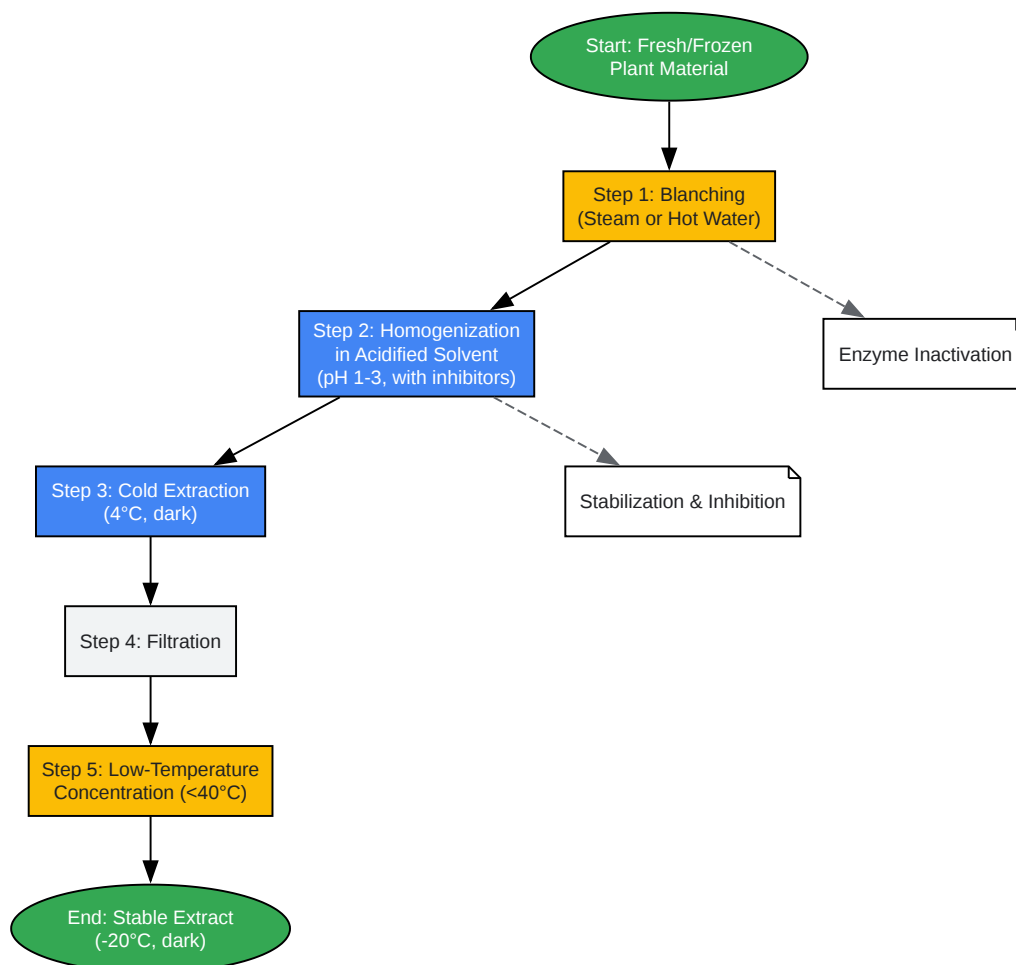 Start: Fresh/Frozen
Plant Material
Step 1: Blanching
(Steam or Hot Water)
Step 2: Homogenization
in Acidified Solvent
(pH 1-3, with inhibitors)
Enzyme Inactivation
Step 3: Cold Extraction
(4°C, dark)
Stabilization & Inhibition
Step 4: Filtration
Step 5: Low-Temperature
Concentration (<40°C)
End: Stable Extract
(-20°C, dark)